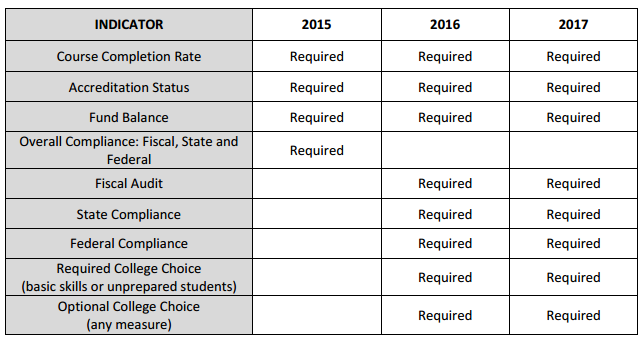 INDICATOR 2015 2016 2017
Course Completion Rate Required Required Required
Accreditation Status Required Required Required
Fund Balance Required Required Required
Overall Compliance: Fiscal, State and
Federal Required
Fiscal Audit Required Required
State Compliance Required Required
Federal Compliance Required Required
Required College Choice
(basic skills or unprepared students) Required Required
Optional College Choice
(any measure) Required Required